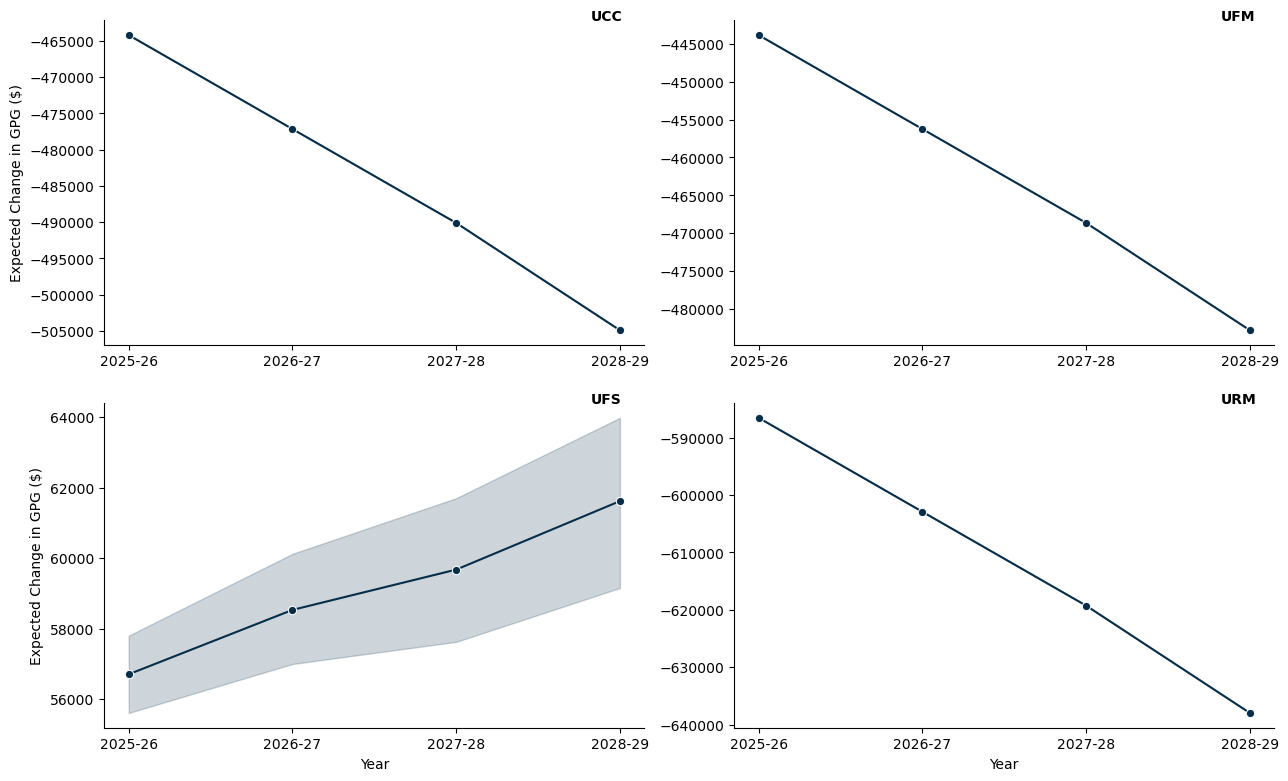 UCC
Expected Change in GPG ($)
−465000
−470000
−475000
−480000
−485000
−490000
−495000
−500000
−505000
2025-26 2026-27 2027-28 2028-29
UFM
−445000
−450000
−455000
−460000
−465000
−470000
−475000
−480000
2025-26 2026-27 2027-28 2028-29
UFS
Expected Change in GPG ($)
64000
62000
60000
58000
56000
2025-26 2026-27 2027-28 2028-29
Year
URM
−590000
−600000
−610000
−620000
−630000
−640000
2025-26 2026-27 2027-28 2028-29
Year